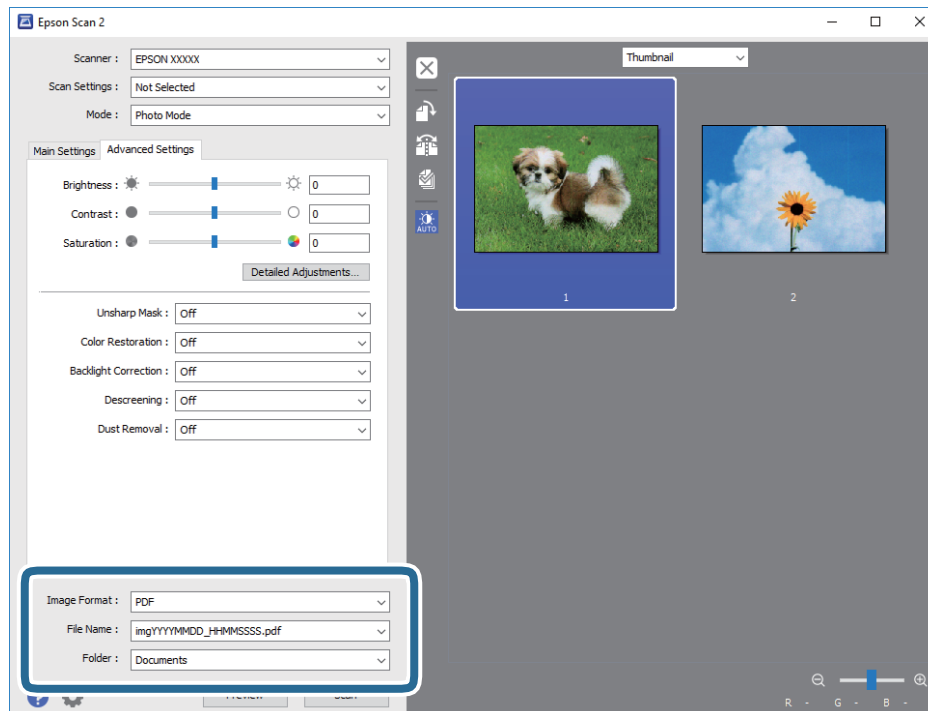 Epson Scan 2
Scanner : EPSON XXXXX
Scan Settings : Not Selected
Mode : Photo Mode
Main Settings Advanced Settings
Brightness : 0
Contrast : 0
Saturation : 0
Detailed Adjustments...
Unsharp Mask : Off
Color Restoration : Off
Backlight Correction : Off
Descreening : Off
Dust Removal : Off
Image Format : PDF
File Name : imgYYYYMMDD_HHMMSSSS.pdf
Folder : Documents
? Preview Scan
Thumbnail
AUTO
1 2
R - G - B -